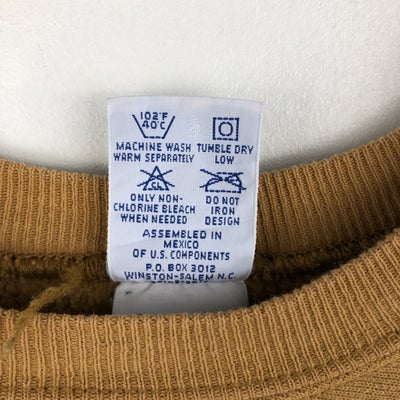 102°F
40°C
MACHINE WASH
WARM SEPARATELY
TUMBLE DRY
LOW
CL
ONLY NON-
CHLORINE BLEACH
WHEN NEEDED
DO NOT
IRON
DESIGN
ASSEMBLED IN
MEXICO
OF U.S. COMPONENTS
P.O. BOX 3012
WINSTON-SALEM N.C.